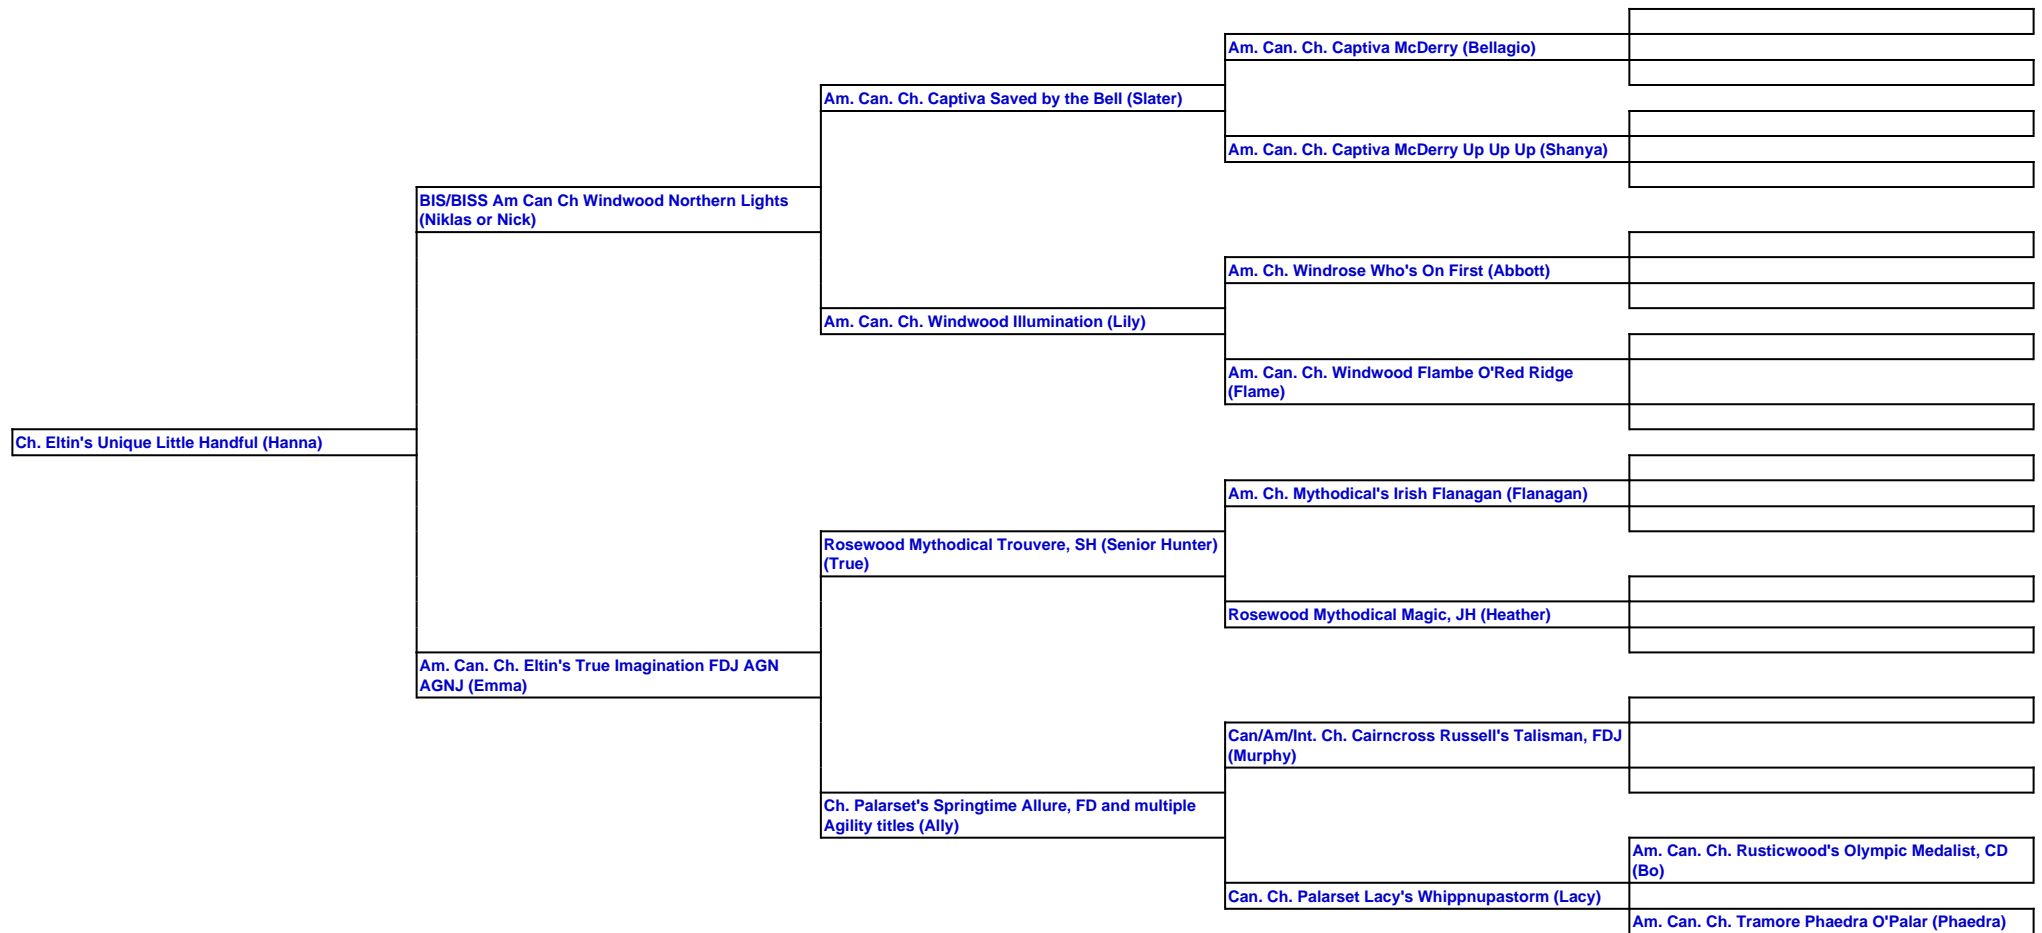 Am. Can. Ch. Captiva McDerry (Bellagio)
Am. Can. Ch. Captiva Saved by the Bell (Slater)
Am. Can. Ch. Captiva McDerry Up Up Up (Shanya)
BIS/BISS Am Can Ch Windwood Northern Lights
(Niklas or Nick)
Am. Ch. Windrose Who's On First (Abbott)
Am. Can. Ch. Windwood Illumination (Lily)
Am. Can. Ch. Windwood Flambe O'Red Ridge
(Flame)
Ch. Eltin's Unique Little Handful (Hanna)
Am. Ch. Mythodical's Irish Flanagan (Flanagan)
Rosewood Mythodical Trouvere, SH (Senior Hunter)
(True)
Rosewood Mythodical Magic, JH (Heather)
Am. Can. Ch. Eltin's True Imagination FDJ AGN
AGNJ (Emma)
Can/Am/Int. Ch. Cairncross Russell's Talisman, FDJ
(Murphy)
Ch. Palarset's Springtime Allure, FD and multiple
Agility titles (Ally)
Am. Can. Ch. Rusticwood's Olympic Medalist, CD
(Bo)
Can. Ch. Palarset Lacy's Whippnupastorm (Lacy)
Am. Can. Ch. Tramore Phaedra O'Palar (Phaedra)